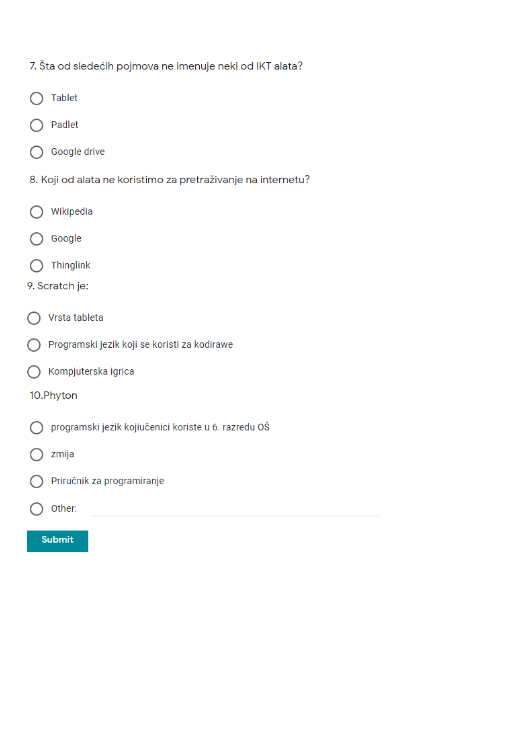 7. Šta od sledećih pojmova ne imenuje neki od IKT alata?
Tablet
Padlet
Google drive
8. Koji od alata ne koristimo za pretraživanje na internetu?
Wikipedia
Google
Thinglink
9. Scratch je:
Vrsta tableta
Programski jezik koji se koristi za kodirawe
Kompjuterska igrica
10.Phyton
programski jezik kojiučenici koriste u 6. razredu OŠ
zmija
Priručnik za programiranje
Other:
Submit